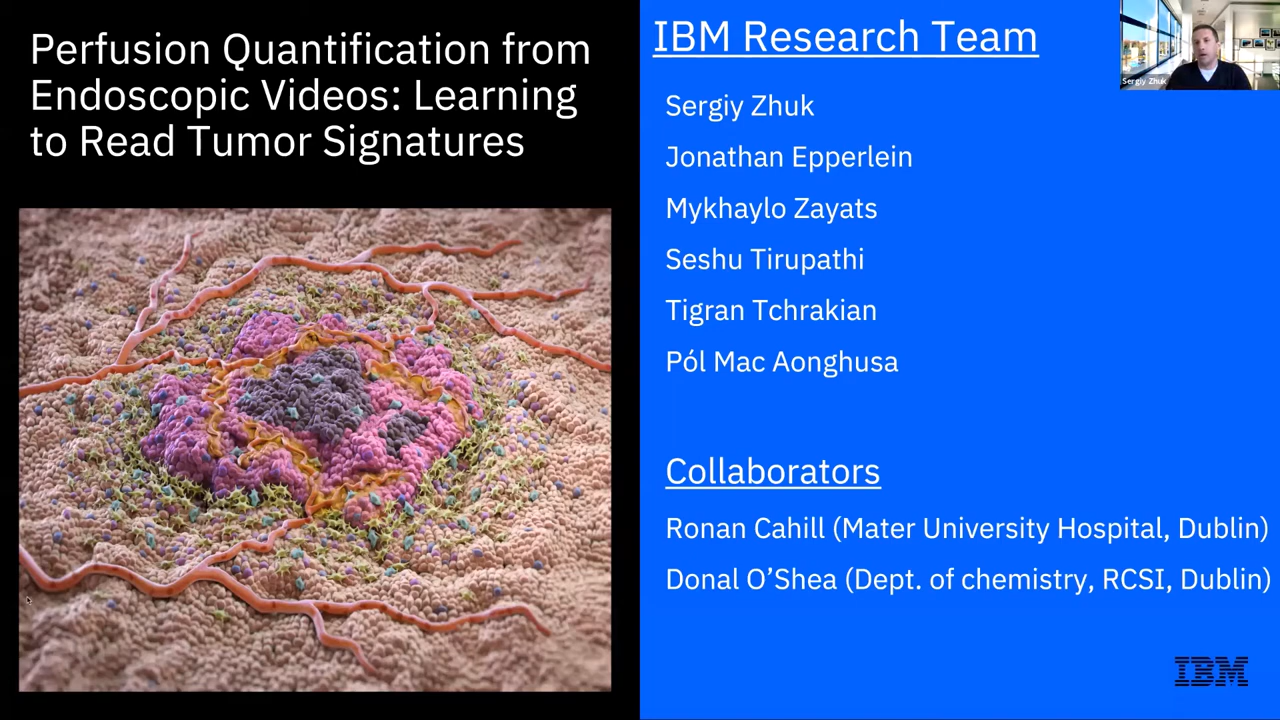 Perfusion Quantification from
Endoscopic Videos: Learning
to Read Tumor Signatures
IBM Research Team
Sergiy Zhuk
Jonathan Epperlein
Mykhaylo Zayats
Seshu Tirupathi
Tigran Tchrakian
Pól Mac Aonghusa
Collaborators
Ronan Cahill (Mater University Hospital, Dublin)
Donal O’Shea (Dept. of chemistry, RCSI, Dublin)
IBM
Sergiy Zhuk